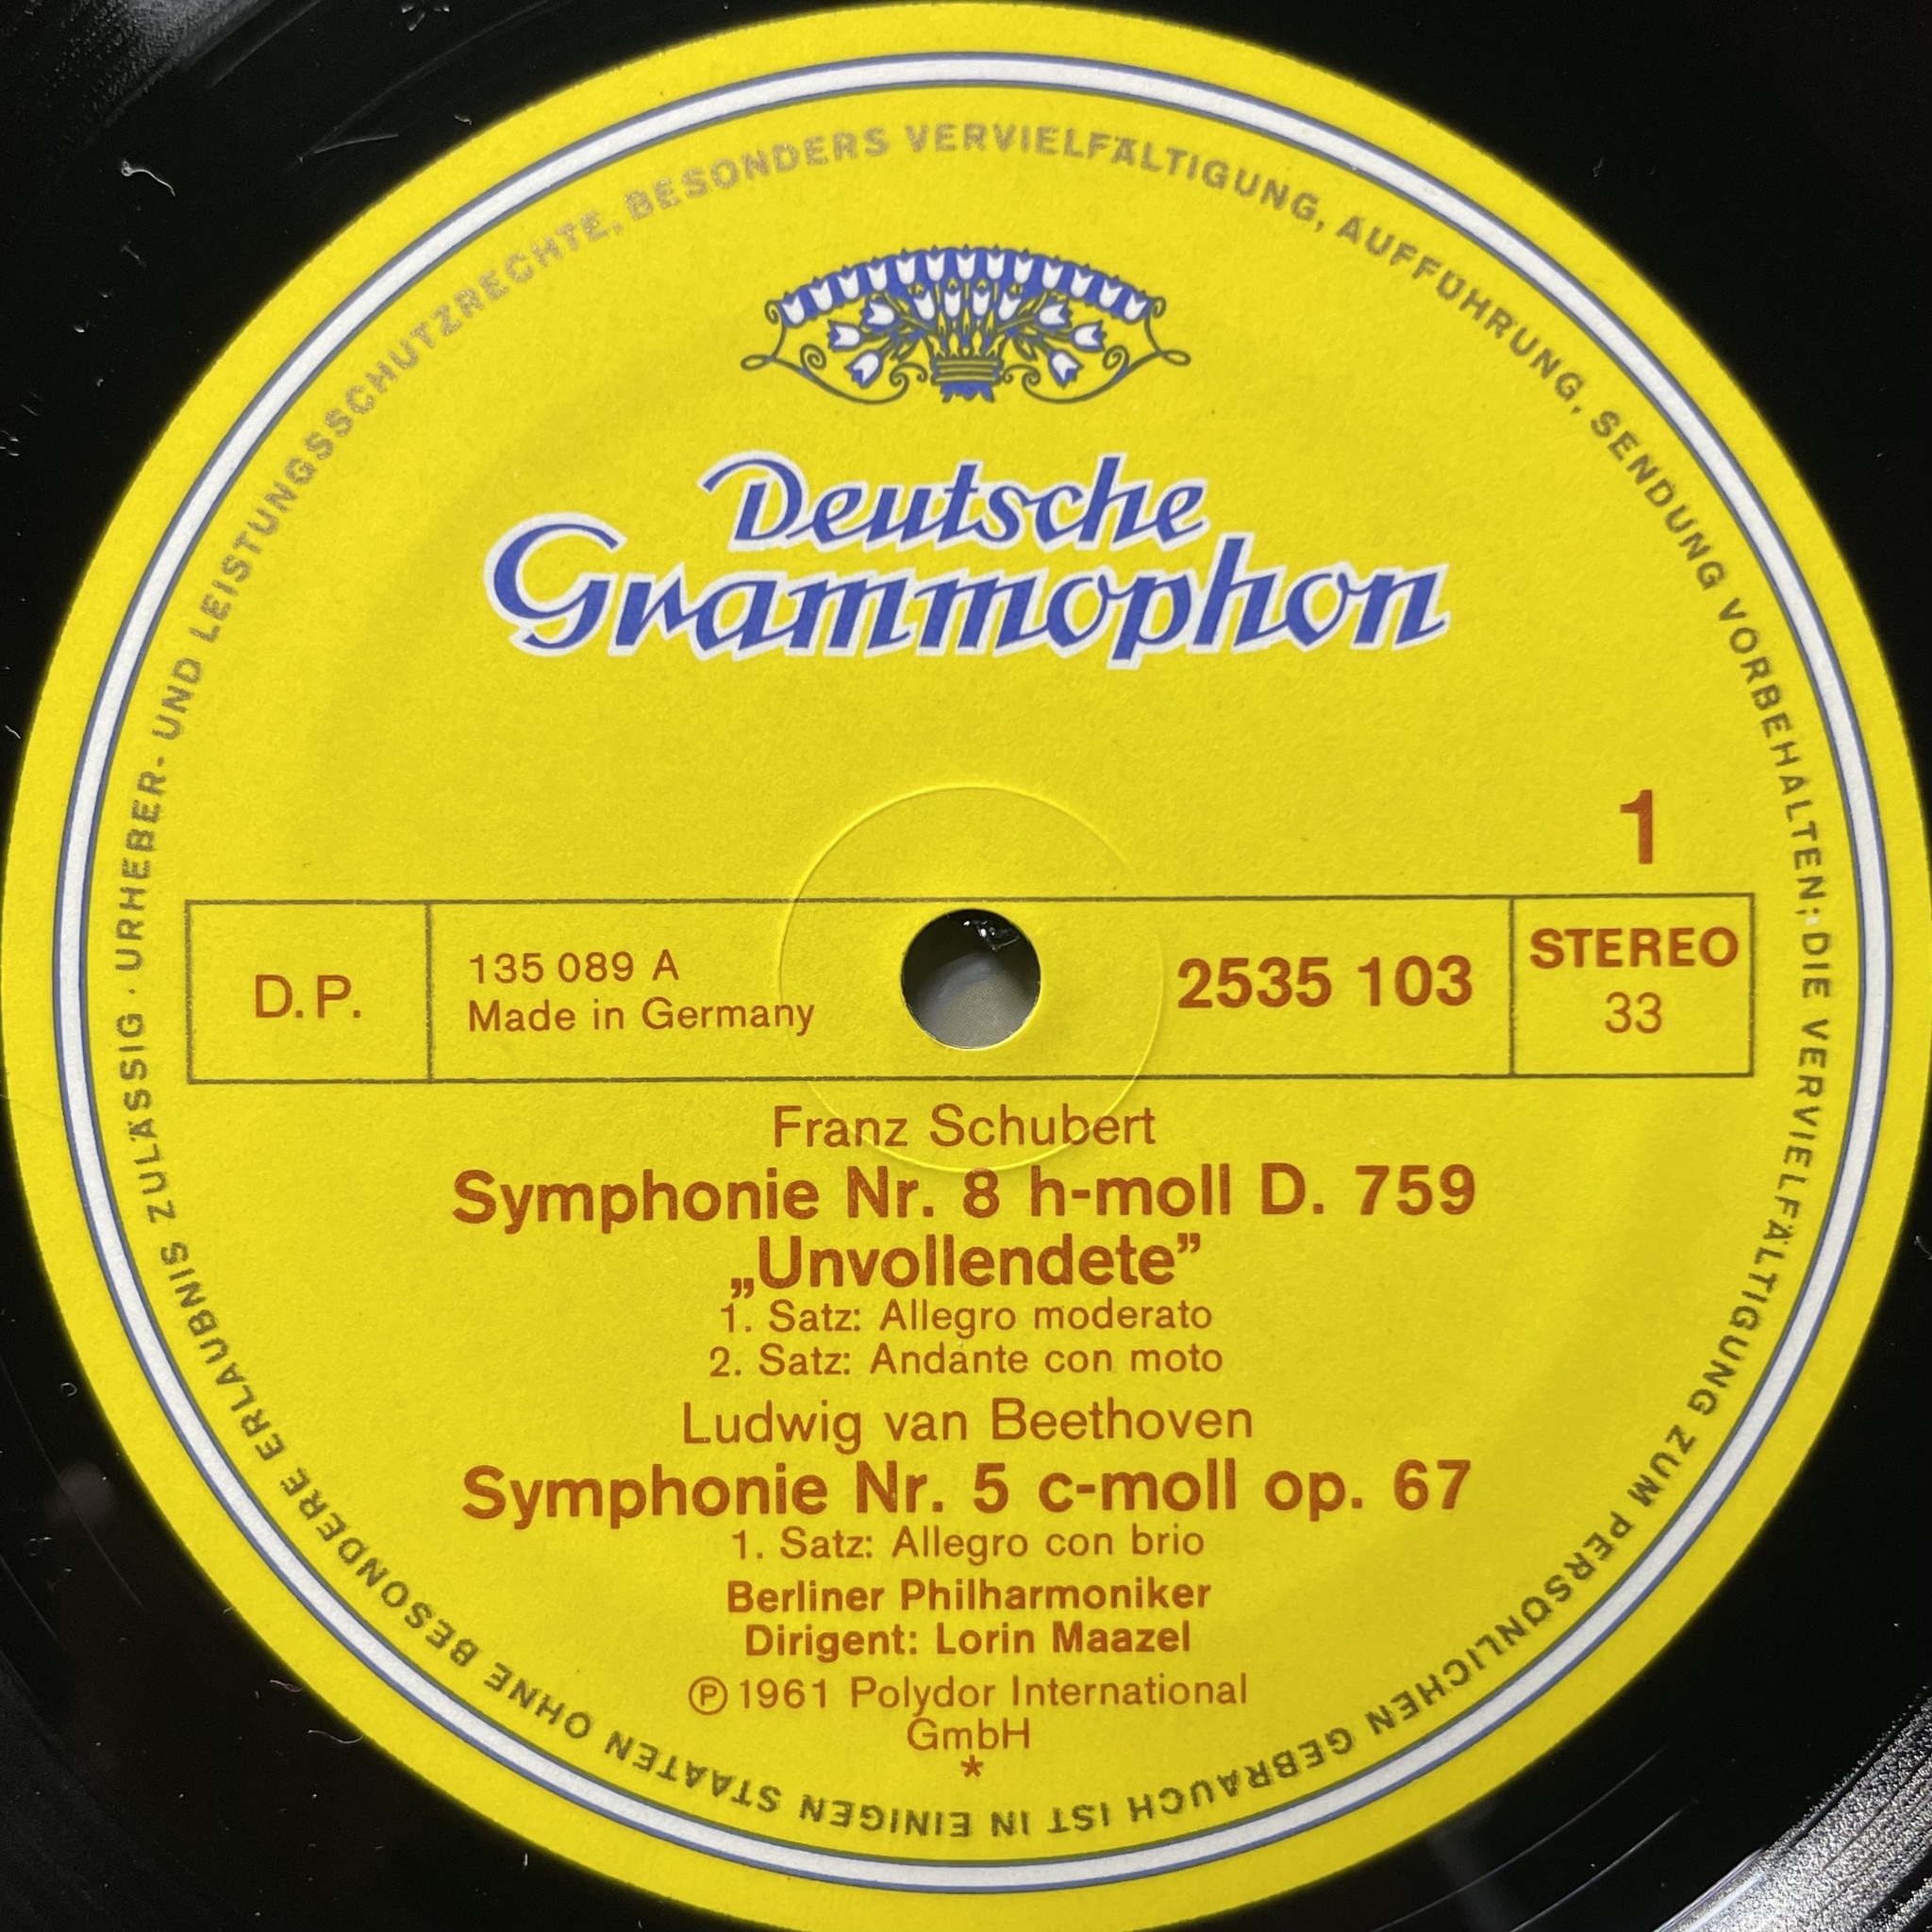 URHEBER- UND LEISTUNGSSCHUTZRECHTE, BESONDERS VERVIELFÄLTIGUNG, AUFFÜHRUNG, SENDUNG VORBEHALTEN; DIE VERVIELFÄLTIGUNG ZUM PERSÖNLICHEN GEBRAUCH IST IN EINIGEN STAATEN OHNE BESONDERE ERLAUBNIS ZULÄSSIG ·
Deutsche
Grammophon
1
D.P.
135 089 A
Made in Germany
2535 103
STEREO
33
Franz Schubert
Symphonie Nr. 8 h-moll D. 759
„Unvollendete”
1. Satz: Allegro moderato
2. Satz: Andante con moto
Ludwig van Beethoven
Symphonie Nr. 5 c-moll op. 67
1. Satz: Allegro con brio
Berliner Philharmoniker
Dirigent: Lorin Maazel
℗ 1961 Polydor International
GmbH
*